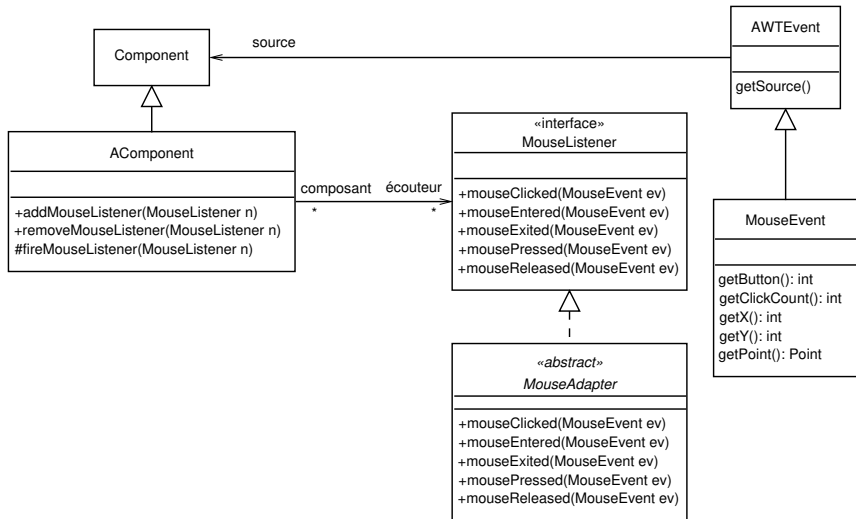 AWTEvent
getSource()
Component
source
AComponent
+addMouseListener(MouseListener n)
+removeMouseListener(MouseListener n)
#fireMouseListener(MouseListener n)
composant
écouteur
*
*
«interface»
MouseListener
+mouseClicked(MouseEvent ev)
+mouseEntered(MouseEvent ev)
+mouseExited(MouseEvent ev)
+mousePressed(MouseEvent ev)
+mouseReleased(MouseEvent ev)
MouseEvent
getButton(): int
getClickCount(): int
getX(): int
getY(): int
getPoint(): Point
«abstract»
MouseAdapter
+mouseClicked(MouseEvent ev)
+mouseEntered(MouseEvent ev)
+mouseExited(MouseEvent ev)
+mousePressed(MouseEvent ev)
+mouseReleased(MouseEvent ev)